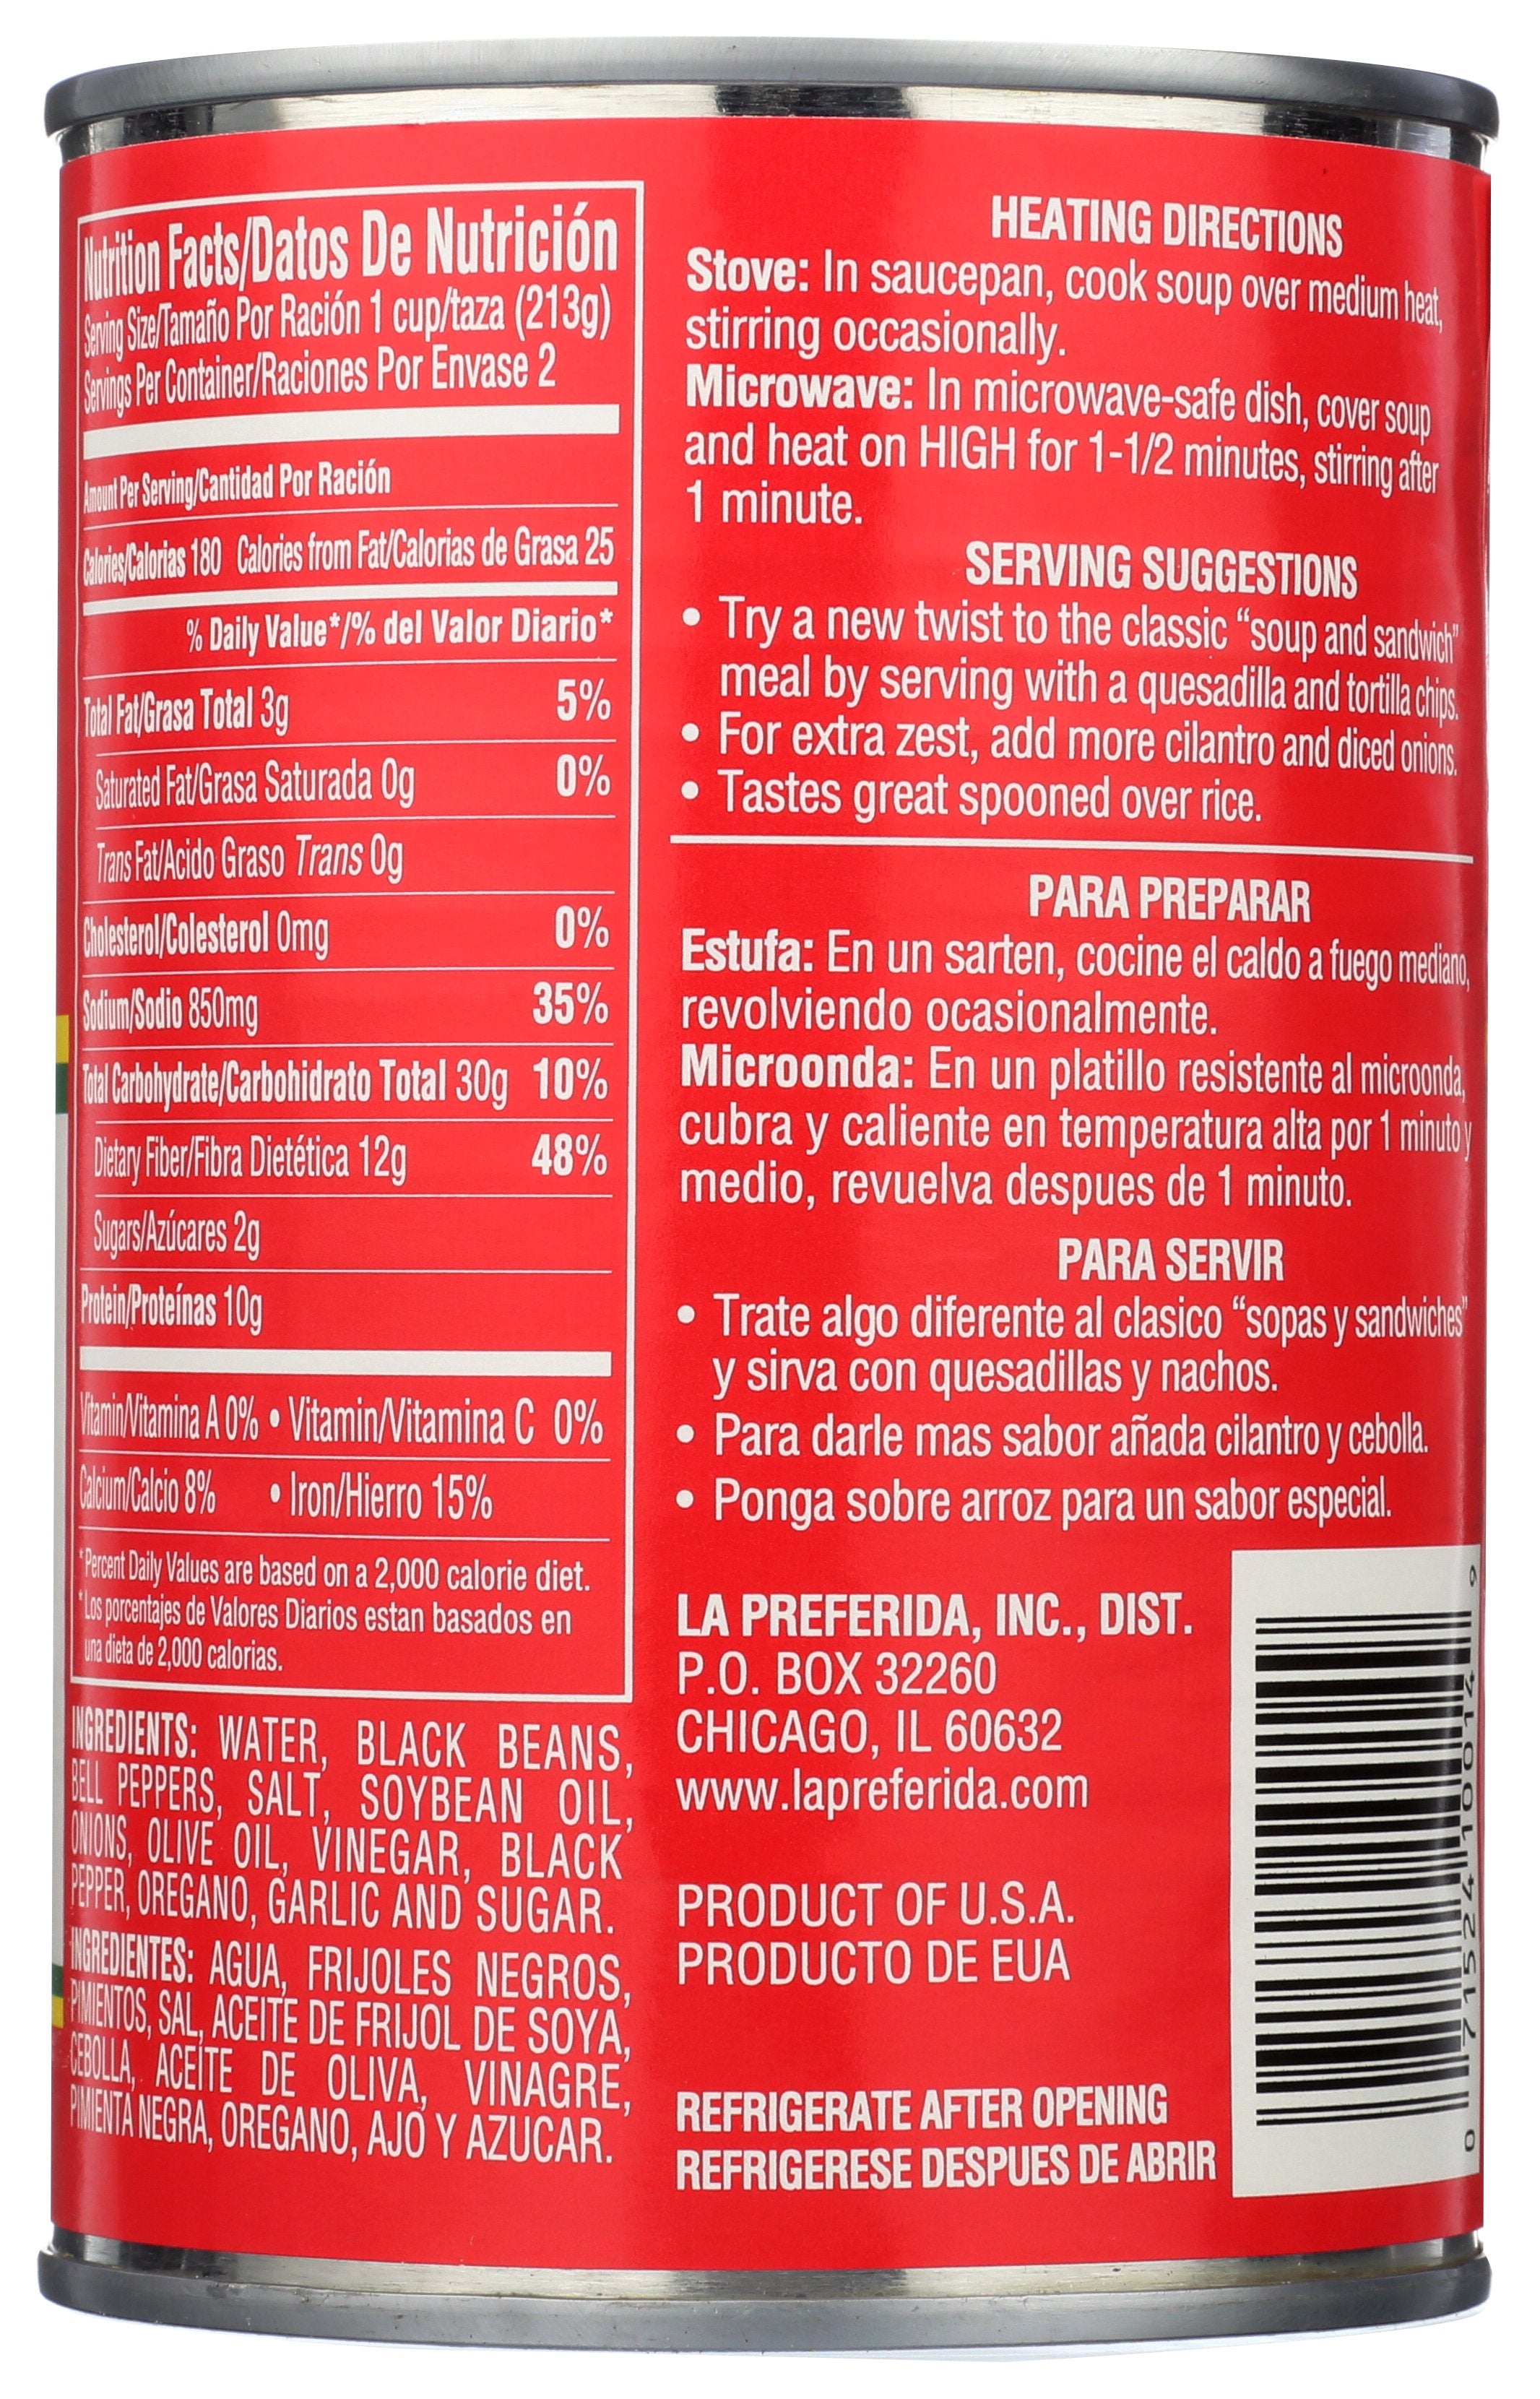 Nutrition Facts/Datos De Nutrición
Serving Size/Tamaño Por Ración 1 cup/taza (213g)
Servings Per Container/Raciones Por Envase 2
Amount Per Serving/Cantidad Por Ración
Calories/Calorias 180 Calories from Fat/Calorias de Grasa 25
% Daily Value*/% del Valor Diario*
Total Fat/Grasa Total 3g 5%
Saturated Fat/Grasa Saturada 0g 0%
Trans Fat/Acido Graso Trans 0g
Cholesterol/Colesterol 0mg 0%
Sodium/Sodio 850mg 35%
Total Carbohydrate/Carbohidrato Total 30g 10%
Dietary Fiber/Fibra Dietética 12g 48%
Sugars/Azúcares 2g
Protein/Proteínas 10g
Vitamin/Vitamina A 0% • Vitamin/Vitamina C 0%
Calcium/Calcio 8% • Iron/Hierro 15%
*Percent Daily Values are based on a 2,000 calorie diet.
*Los porcentajes de Valores Diarios estan basados en
una dieta de 2,000 calorias.
INGREDIENTS: WATER, BLACK BEANS,
BELL PEPPERS, SALT, SOYBEAN OIL,
ONIONS, OLIVE OIL, VINEGAR, BLACK
PEPPER, OREGANO, GARLIC AND SUGAR.
INGREDIENTES: AGUA, FRIJOLES NEGROS,
PIMIENTOS, SAL, ACEITE DE FRIJOL DE SOYA,
CEBOLLA, ACEITE DE OLIVA, VINAGRE,
PIMIENTA NEGRA, OREGANO, AJO Y AZUCAR.
HEATING DIRECTIONS
Stove: In saucepan, cook soup over medium heat,
stirring occasionally.
Microwave: In microwave-safe dish, cover soup
and heat on HIGH for 1-1/2 minutes, stirring after
1 minute.
SERVING SUGGESTIONS
• Try a new twist to the classic “soup and sandwich”
meal by serving with a quesadilla and tortilla chips.
• For extra zest, add more cilantro and diced onions.
• Tastes great spooned over rice.
PARA PREPARAR
Estufa: En un sarten, cocine el caldo a fuego mediano,
revolviendo ocasionalmente.
Microonda: En un platillo resistente al microonda,
cubra y caliente en temperatura alta por 1 minuto y
medio, revuelva despues de 1 minuto.
PARA SERVIR
• Trate algo diferente al clasico “sopas y sandwiches”
y sirva con quesadillas y nachos.
• Para darle mas sabor añada cilantro y cebolla.
• Ponga sobre arroz para un sabor especial.
LA PREFERIDA, INC., DIST.
P.O. BOX 32260
CHICAGO, IL 60632
www.lapreferida.com
PRODUCT OF U.S.A.
PRODUCTO DE EUA
REFRIGERATE AFTER OPENING
REFRIGERESE DESPUES DE ABRIR
0 71524 10014 9